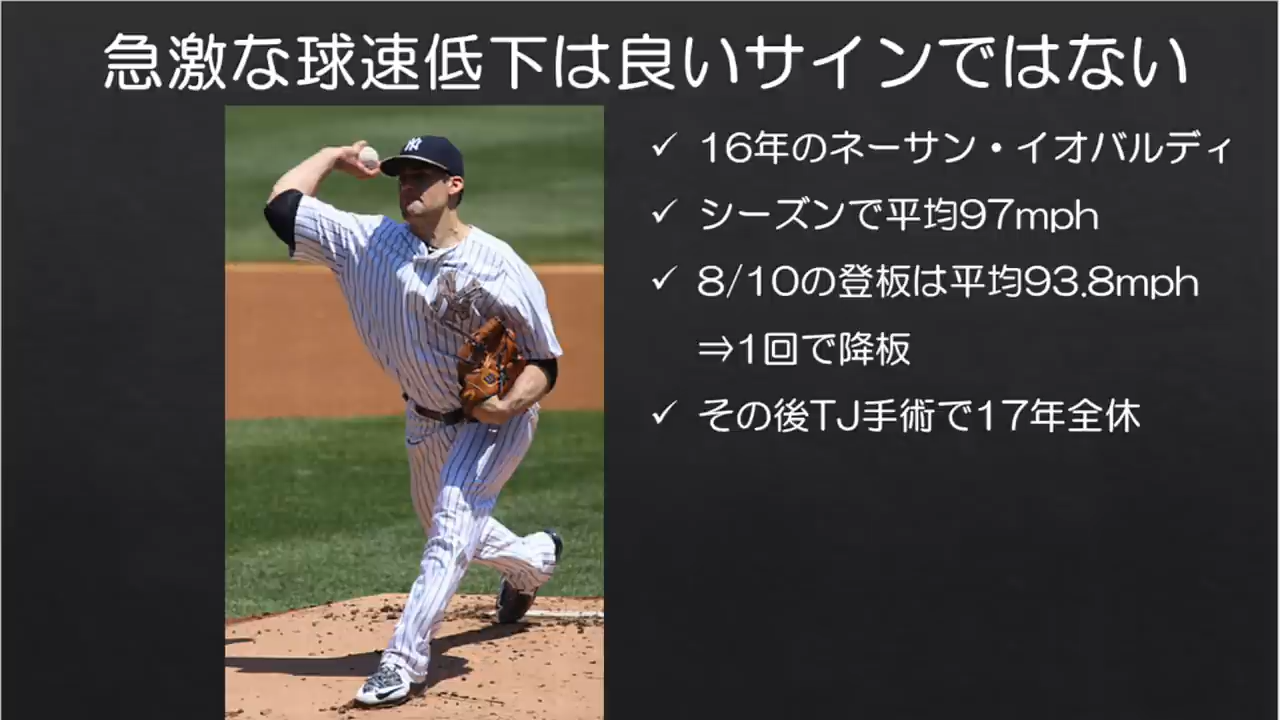 急激な球速低下は良いサインではない
✓ 16年のネーサン・イオバルディ
✓ シーズンで平均97mph
✓ 8/10の登板は平均93.8mph
⇒1回で降板
✓ その後TJ手術で17年全休
NY